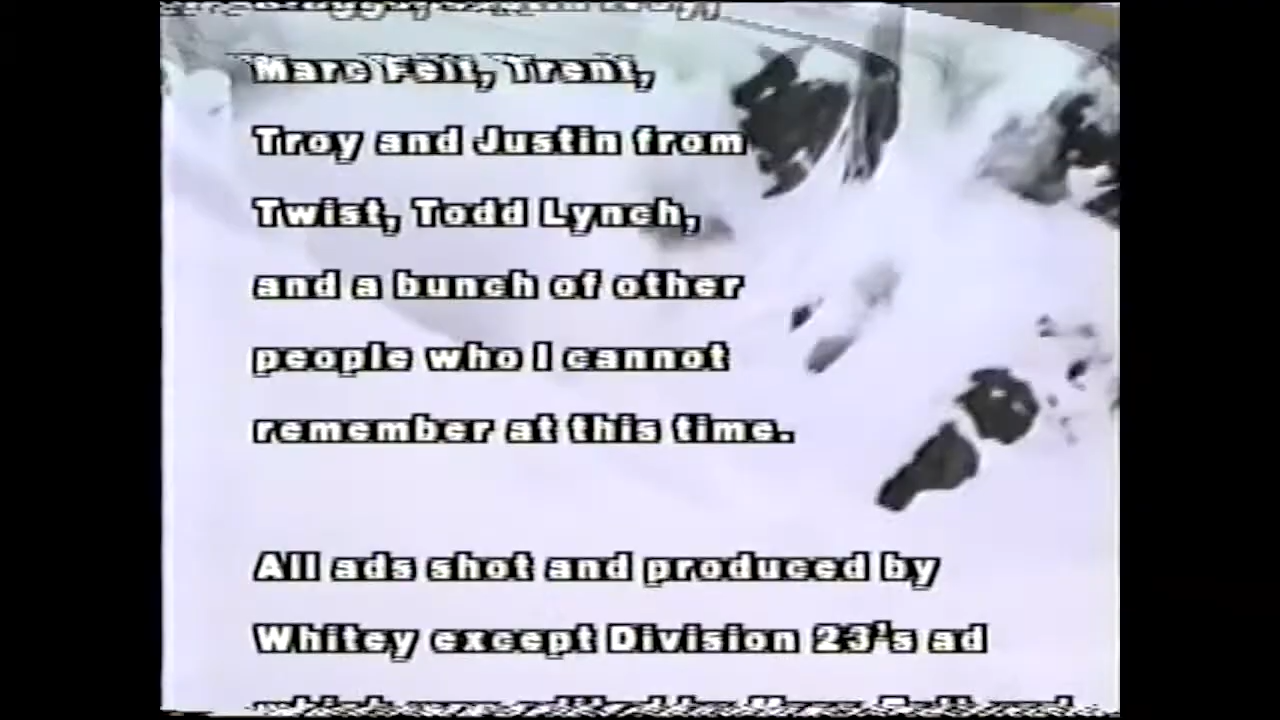 Marc Felt, Trent,
Troy and Justin from
Twist, Todd Lynch,
and a bunch of other
people who I cannot
remember at this time.
All ads shot and produced by
Whitey except Division 23's ad